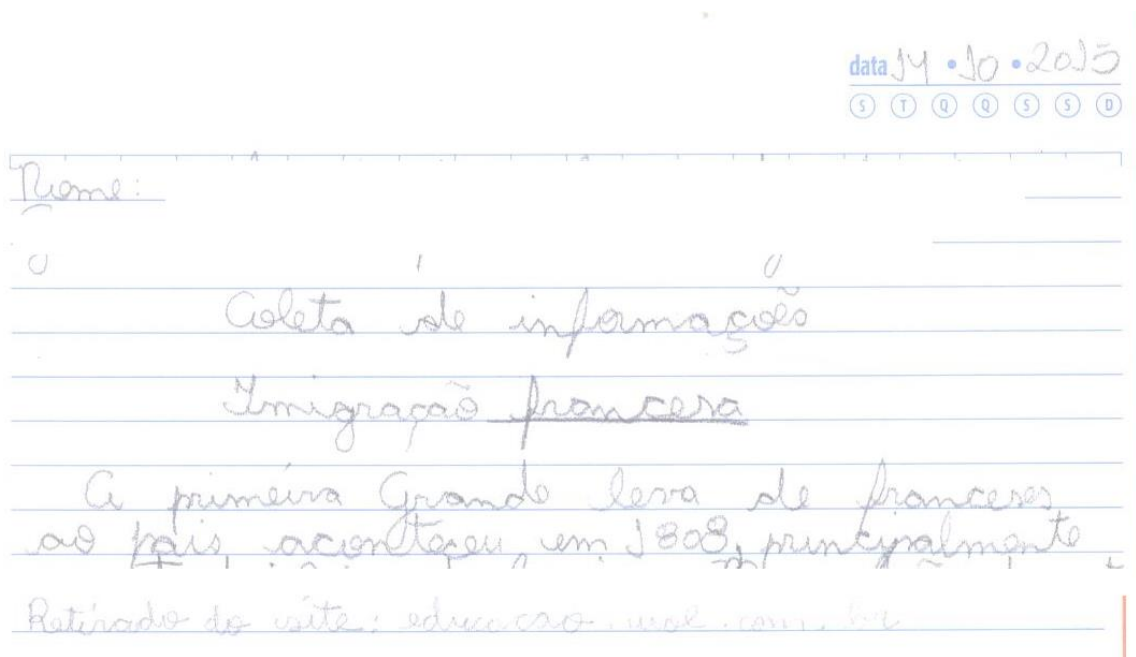 data 14 • 10 • 2015
S T Q Q S S D
Nome:
Coleta de informações
Imigração francesa
A primeira Grande leva de franceses
ao país aconteceu em 1808, principalmente
Retirado do site: educacao.uol.com.br